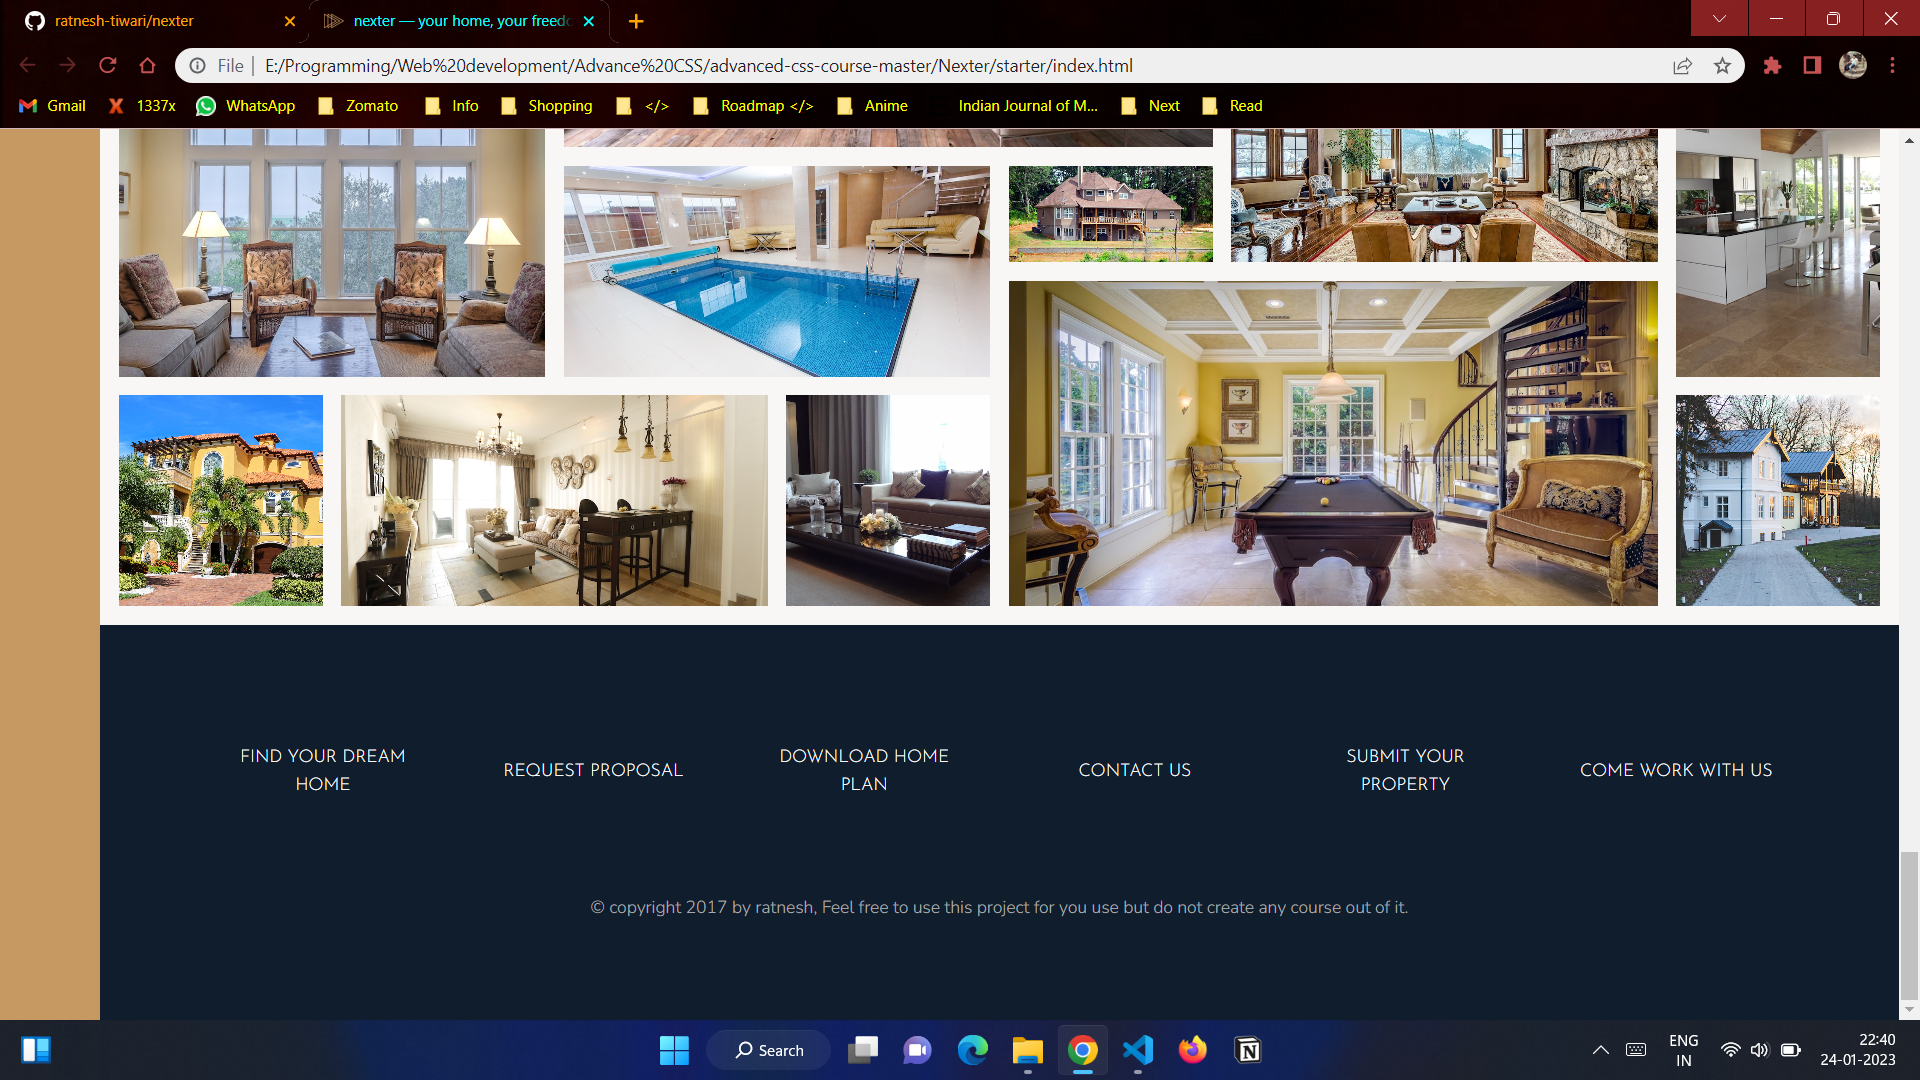 ratnesh-tiwari/nexter
nexter — your home, your freedo
File
E:/Programming/Web%20development/Advance%20CSS/advanced-css-course-master/Nexter/starter/index.html
Gmail
1337x
WhatsApp
Zomato
Info
Shopping
</>
Roadmap </>
Anime
Indian Journal of M...
Next
Read
FIND YOUR DREAM
HOME
REQUEST PROPOSAL
DOWNLOAD HOME
PLAN
CONTACT US
SUBMIT YOUR
PROPERTY
COME WORK WITH US
© copyright 2017 by ratnesh, Feel free to use this project for you use but do not create any course out of it.
Search
ENG
IN
22:40
24-01-2023